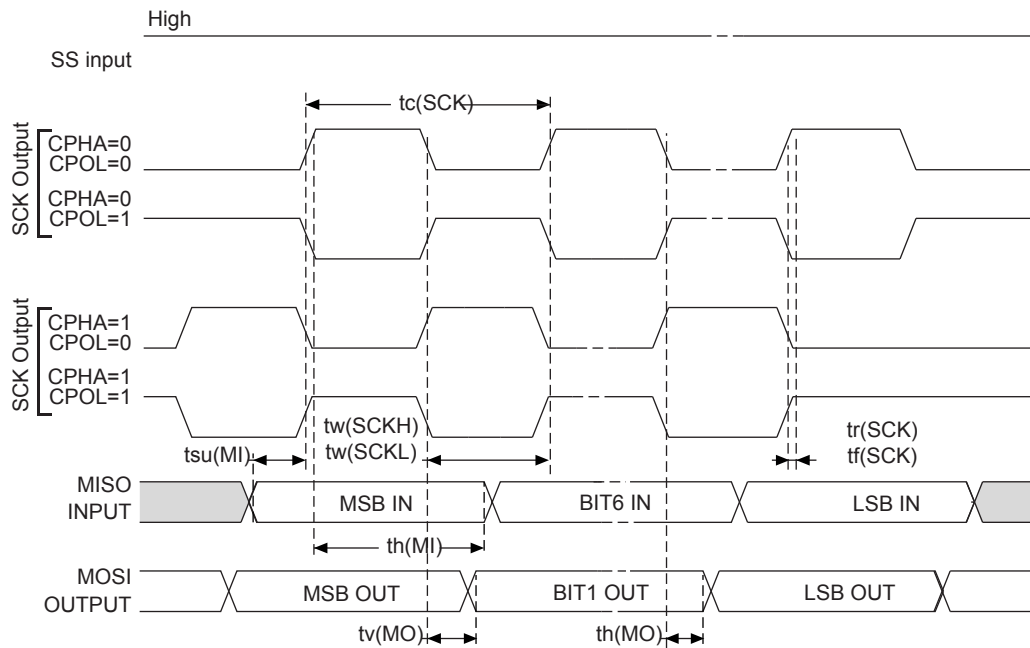 High
SS input
tc(SCK)
SCK Output
CPHA=0
CPOL=0
CPHA=0
CPOL=1
SCK Output
CPHA=1
CPOL=0
CPHA=1
CPOL=1
tw(SCKH)
tw(SCKL)
tr(SCK)
tf(SCK)
tsu(MI)
MISO
INPUT
MSB IN
BIT6 IN
LSB IN
th(MI)
MOSI
OUTPUT
MSB OUT
BIT1 OUT
LSB OUT
tv(MO)
th(MO)